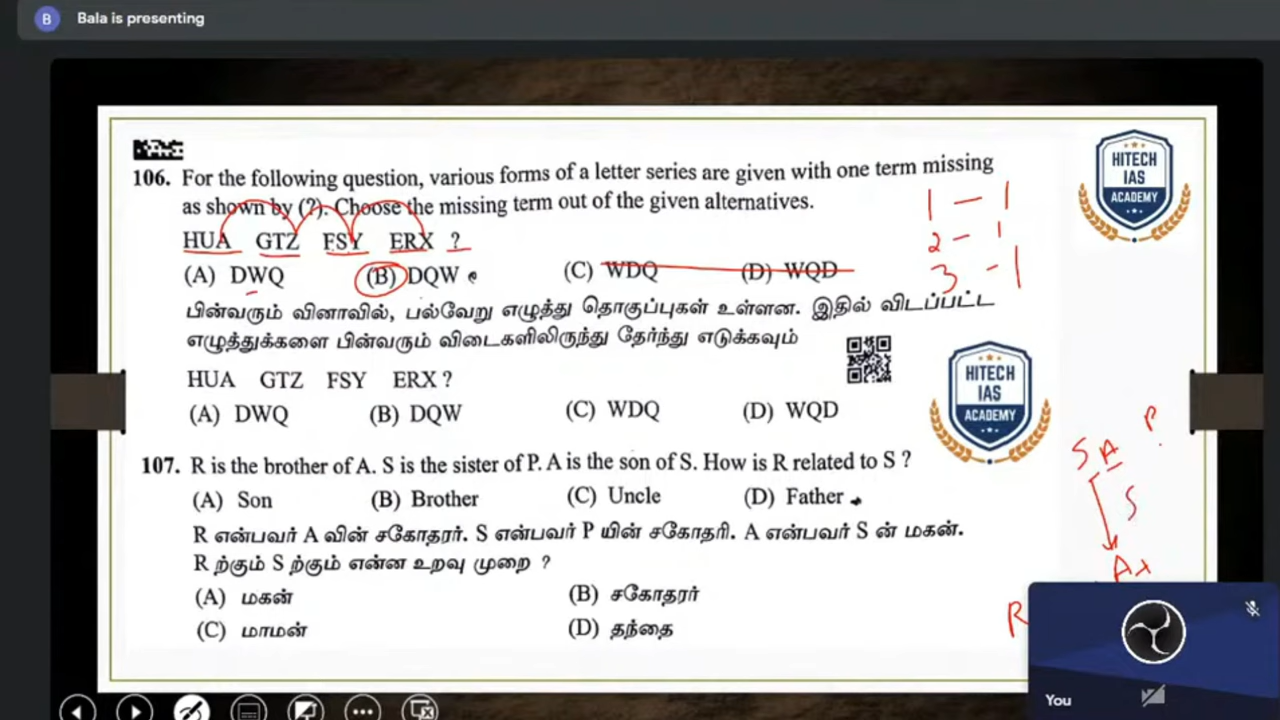 B Bala is presenting
106. For the following question, various forms of a letter series are given with one term missing
as shown by (?). Choose the missing term out of the given alternatives.
HUA GTZ FSY ERX ?
(A) DWQ (B) DQW (C) WDQ (D) WQD
1 - 1
2 - 1
3 - 1
பின்வரும் வினாவில், பல்வேறு எழுத்து தொகுப்புகள் உள்ளன. இதில் விடப்பட்ட
எழுத்துக்களை பின்வரும் விடைகளிலிருந்து தேர்ந்து எடுக்கவும்
HUA GTZ FSY ERX ?
(A) DWQ (B) DQW (C) WDQ (D) WQD
107. R is the brother of A. S is the sister of P. A is the son of S. How is R related to S ?
(A) Son (B) Brother (C) Uncle (D) Father
R என்பவர் A வின் சகோதரர். S என்பவர் P யின் சகோதரி. A என்பவர் S ன் மகன்.
R ற்கும் S ற்கும் என்ன உறவு முறை ?
(A) மகன் (B) சகோதரர்
(C) மாமன் (D) தந்தை
HITECH
IAS
ACADEMY
HITECH
IAS
ACADEMY
P
S A
S
A
R
You